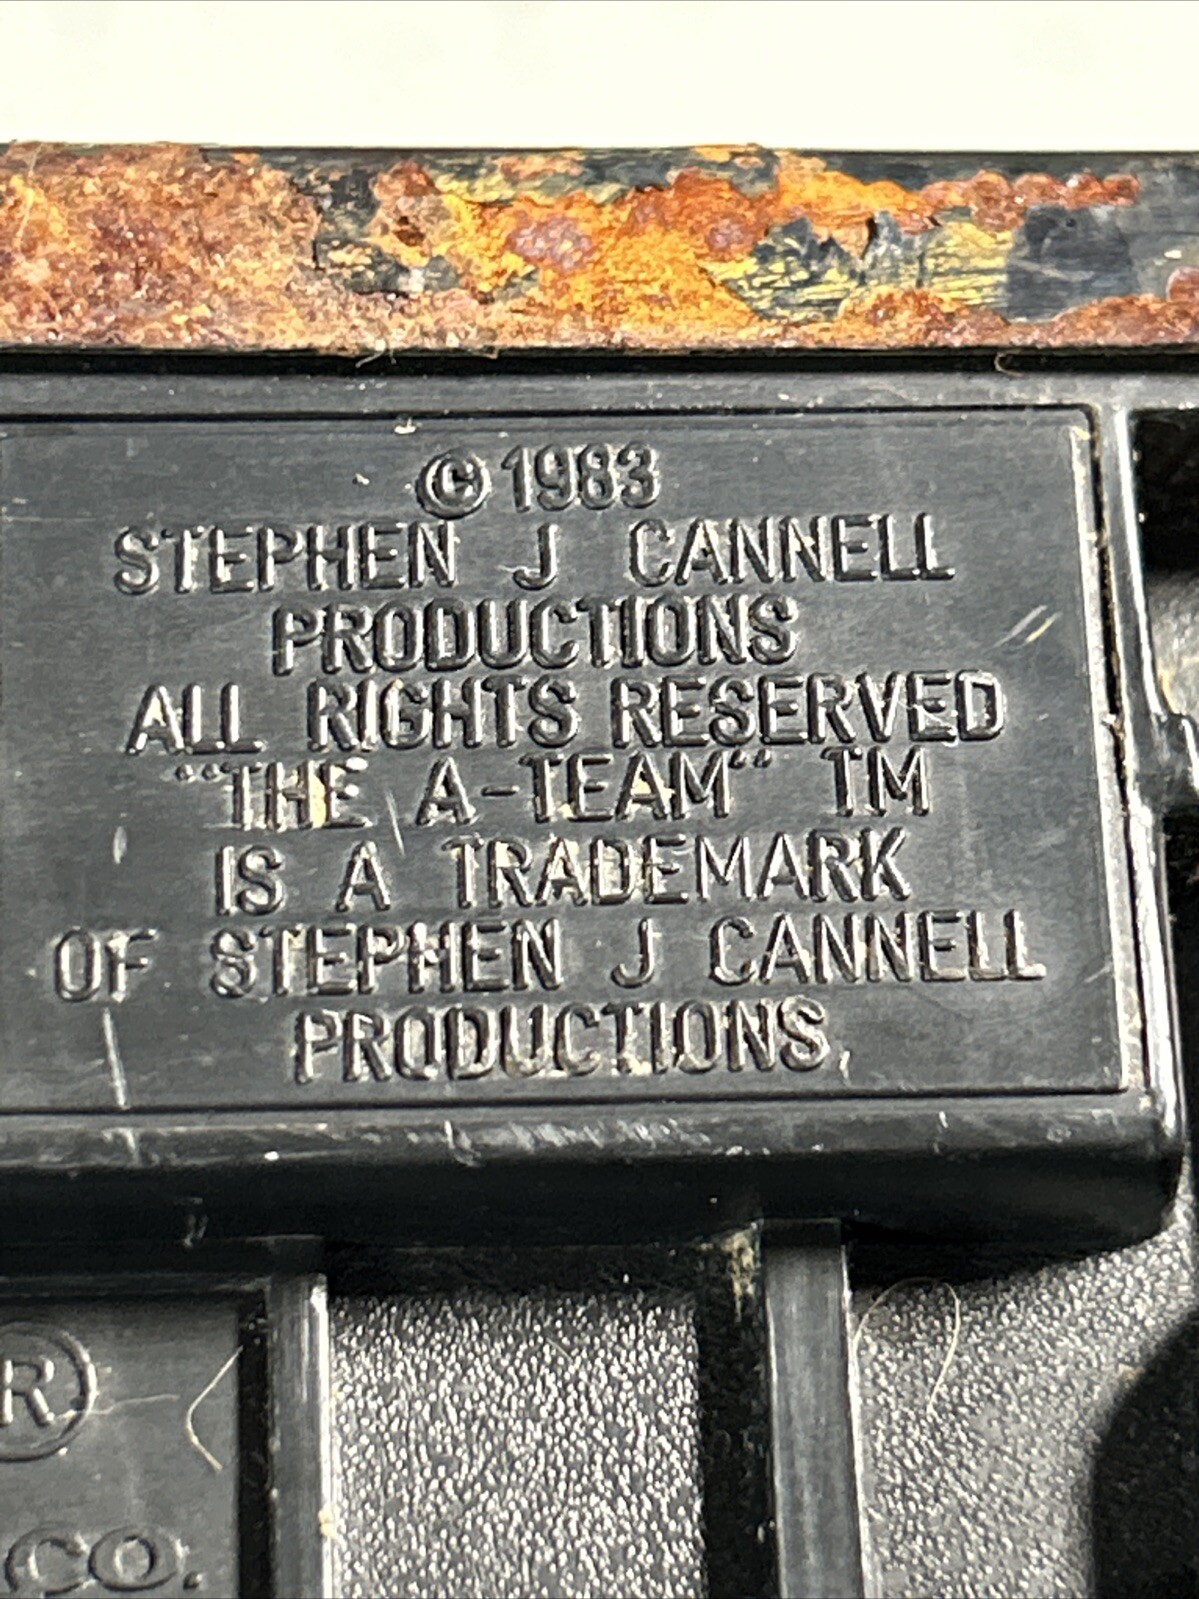 ©1983
STEPHEN J CANNELL
PRODUCTIONS
ALL RIGHTS RESERVED
"THE A-TEAM" TM
IS A TRADEMARK
OF STEPHEN J CANNELL
PRODUCTIONS.
®
CO.